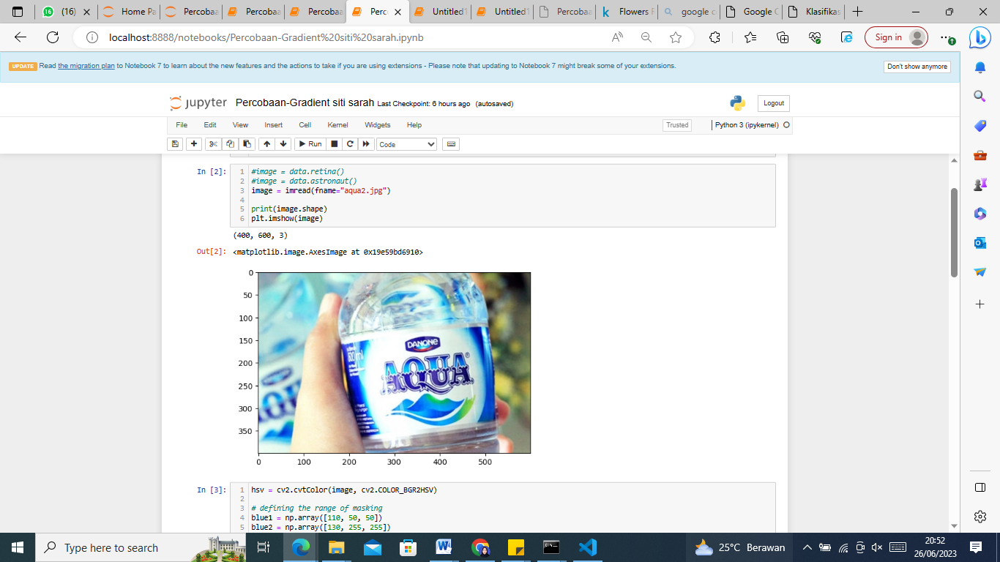 (16)
Home Pa
Percobaa
Percobaa
Percobaa
Perc
Untitled1
Untitled1
Percobaa
Flowers F
google c
Google C
Klasifikas
localhost:8888/notebooks/Percobaan-Gradient%20siti%20sarah.ipynb
Sign in
UPDATE Read the migration plan to Notebook 7 to learn about the new features and the actions to take if you are using extensions - Please note that updating to Notebook 7 might break some of your extensions.
Don't show anymore
jupyter Percobaan-Gradient siti sarah Last Checkpoint: 6 hours ago (autosaved)
Logout
File Edit View Insert Cell Kernel Widgets Help
Trusted
Python 3 (ipykernel)
Run
Code
In [2]:
1 #image = data.retina()
2 #image = data.astronaut()
3 image = imread(fname="aqua2.jpg")
4
5 print(image.shape)
6 plt.imshow(image)
(400, 600, 3)
Out[2]: <matplotlib.image.AxesImage at 0x19e59bd6910>
0
50
100
150
200
250
300
350
DANONE
AQUA
0 100 200 300 400 500
In [3]:
1 hsv = cv2.cvtColor(image, cv2.COLOR_BGR2HSV)
2
3 # defining the range of masking
4 blue1 = np.array([110, 50, 50])
5 blue2 = np.array([130, 255, 255])
Type here to search
25°C Berawan
20:52
26/06/2023